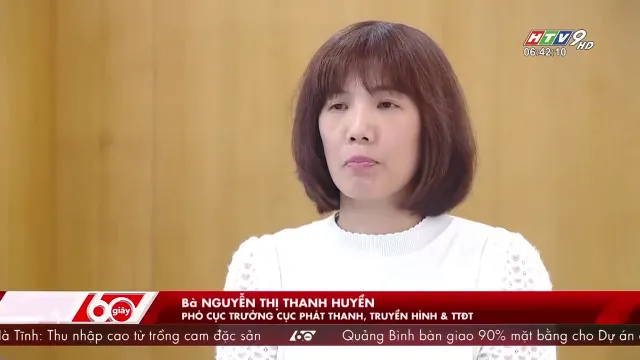 HTV9 HD
06:42:10
Bà NGUYỄN THỊ THANH HUYỀN
60 giây
PHÓ CỤC TRƯỞNG CỤC PHÁT THANH, TRUYỀN HÌNH & TTĐT
Hà Tĩnh: Thu nhập cao từ trồng cam đặc sản 60giây Quảng Bình bàn giao 90% mặt bằng cho Dự án